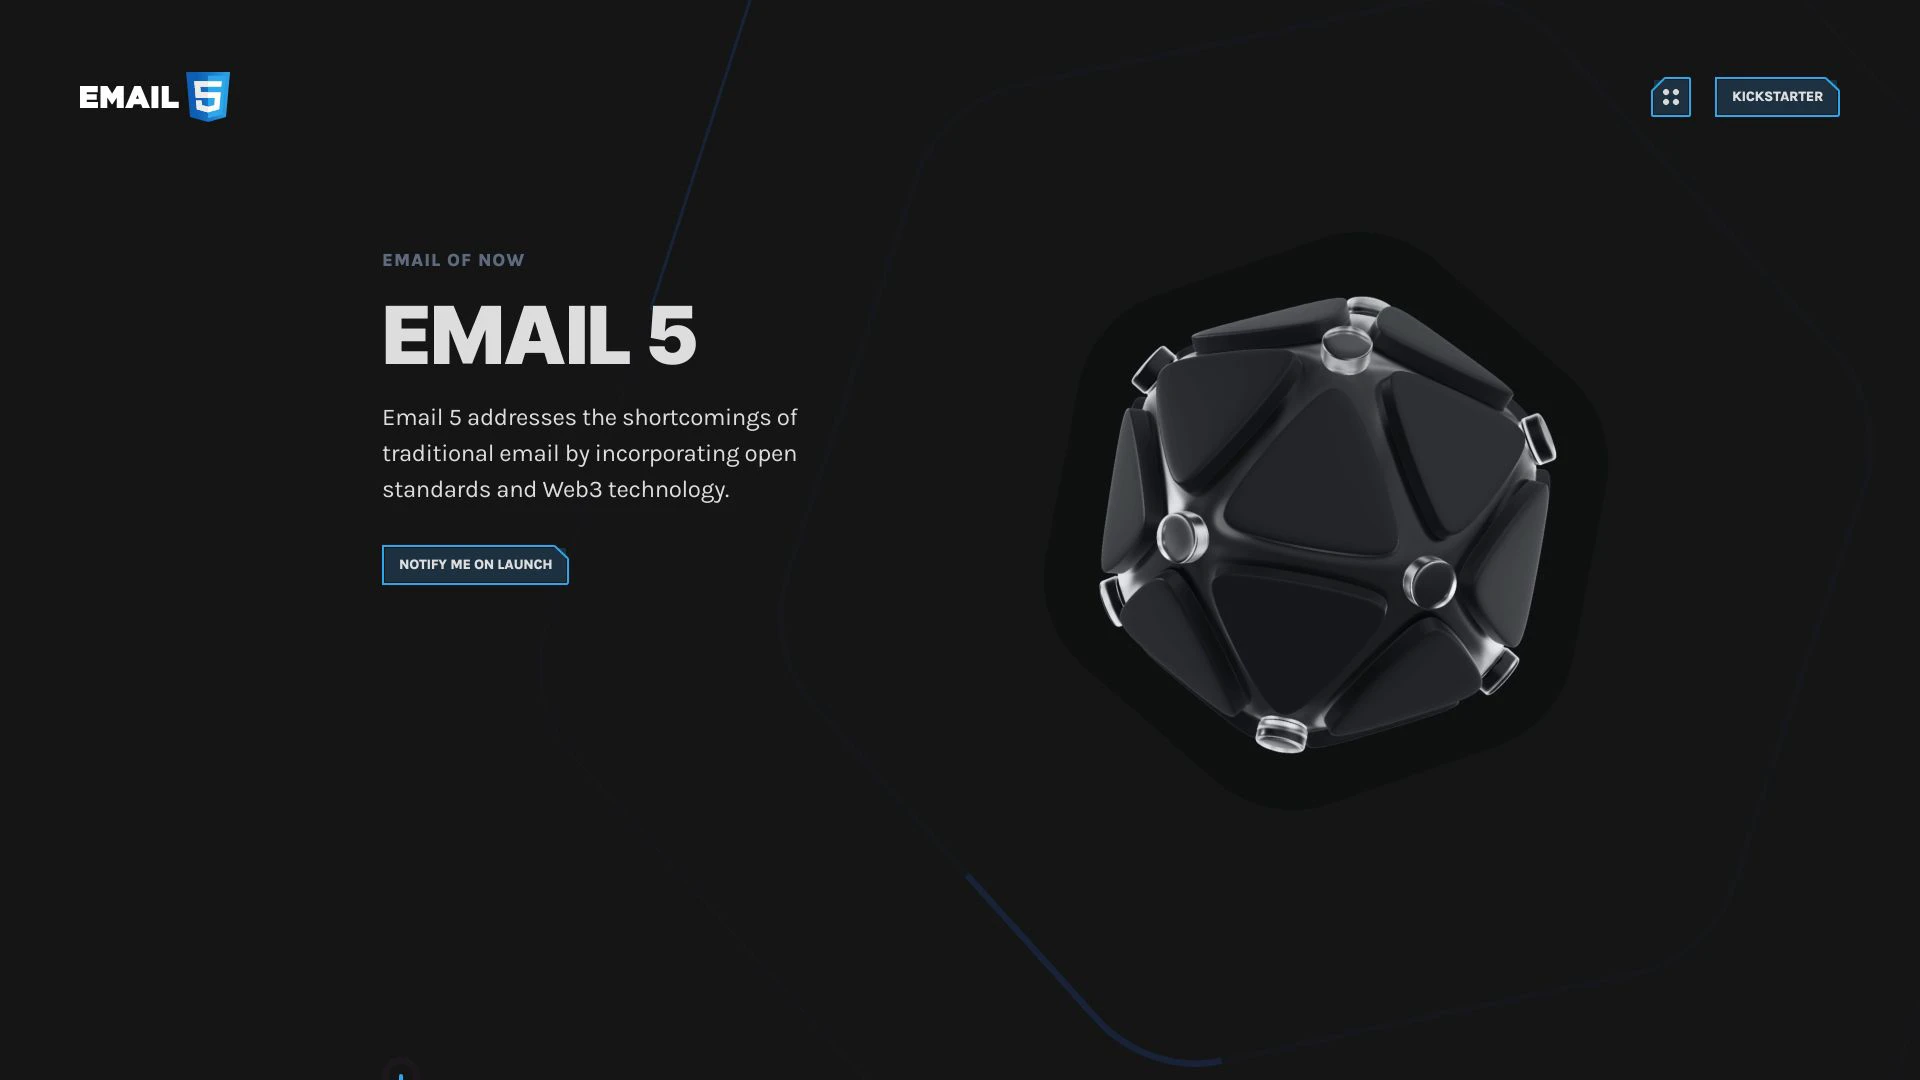 EMAIL 5
KICKSTARTER
EMAIL OF NOW
EMAIL 5
Email 5 addresses the shortcomings of
traditional email by incorporating open
standards and Web3 technology.
NOTIFY ME ON LAUNCH